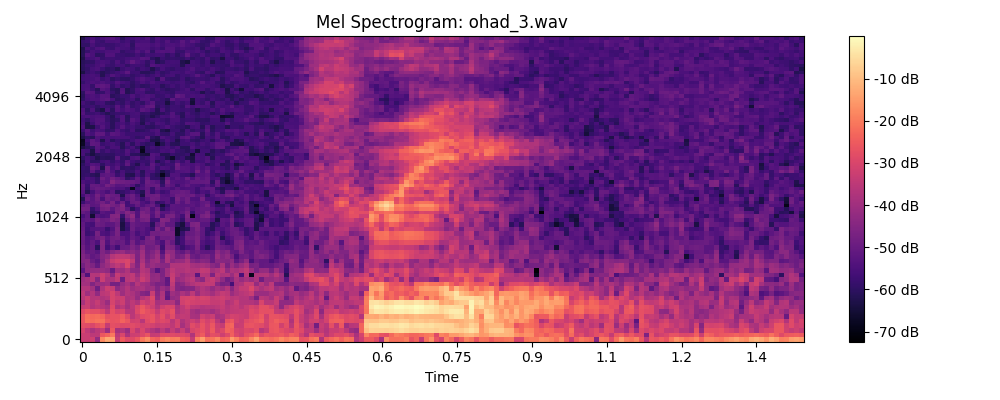 Mel Spectrogram: ohad_3.wav
Hz
4096
2048
1024
512
0
0
0.15
0.3
0.45
0.6
0.75
0.9
1.1
1.2
1.4
Time
-10 dB
-20 dB
-30 dB
-40 dB
-50 dB
-60 dB
-70 dB